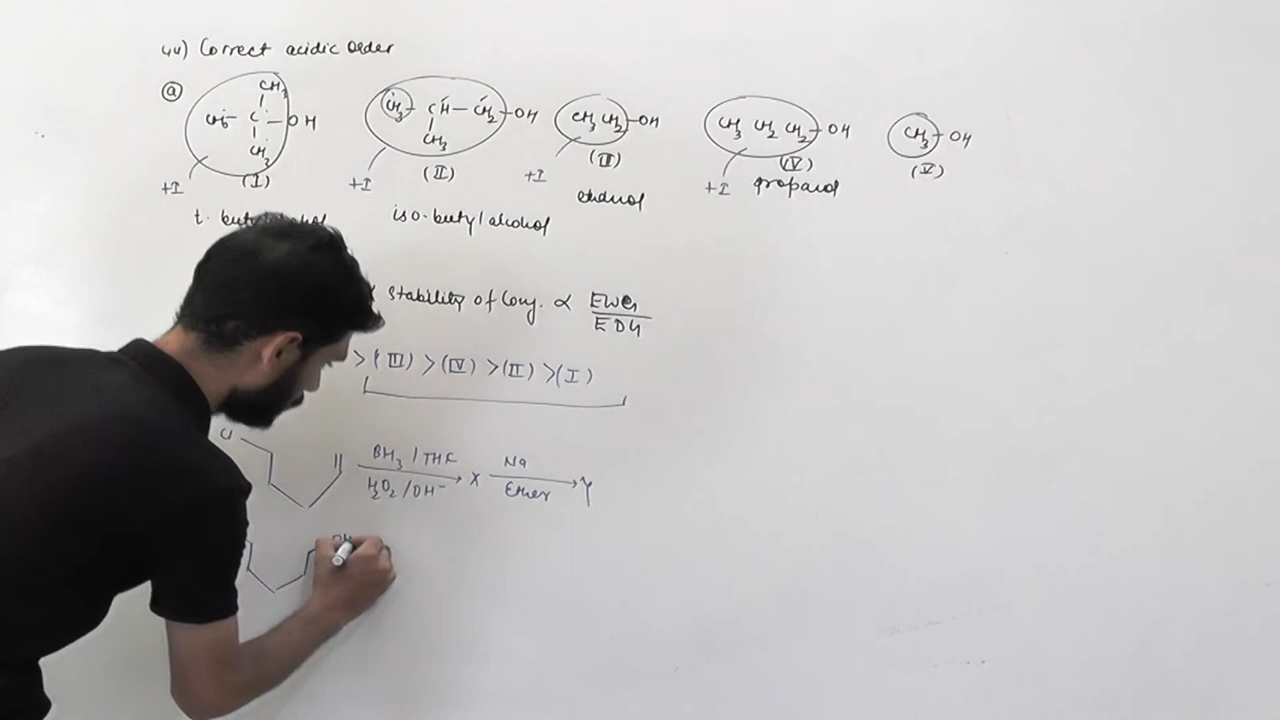 44) Correct acidic Order
ⓐ
CH₃
CH₃ – C – OH
CH₃
(I)
+I
CH₃ – CH – CH₂ – OH
CH₃
(II)
+I
iso-butyl alcohol
CH₃ CH₂ – OH
(III)
+I
ethanol
CH₃ CH₂ CH₂ – OH
(IV)
+I propanol
CH₃ – OH
(V)
Stability of Conj. ∝ EWG
EDG
>(III) >(IV) >(II) >(I)
Cl
BH₃ / THF
H₂O₂ / OH⁻
X
Na
Ether
Y
OH